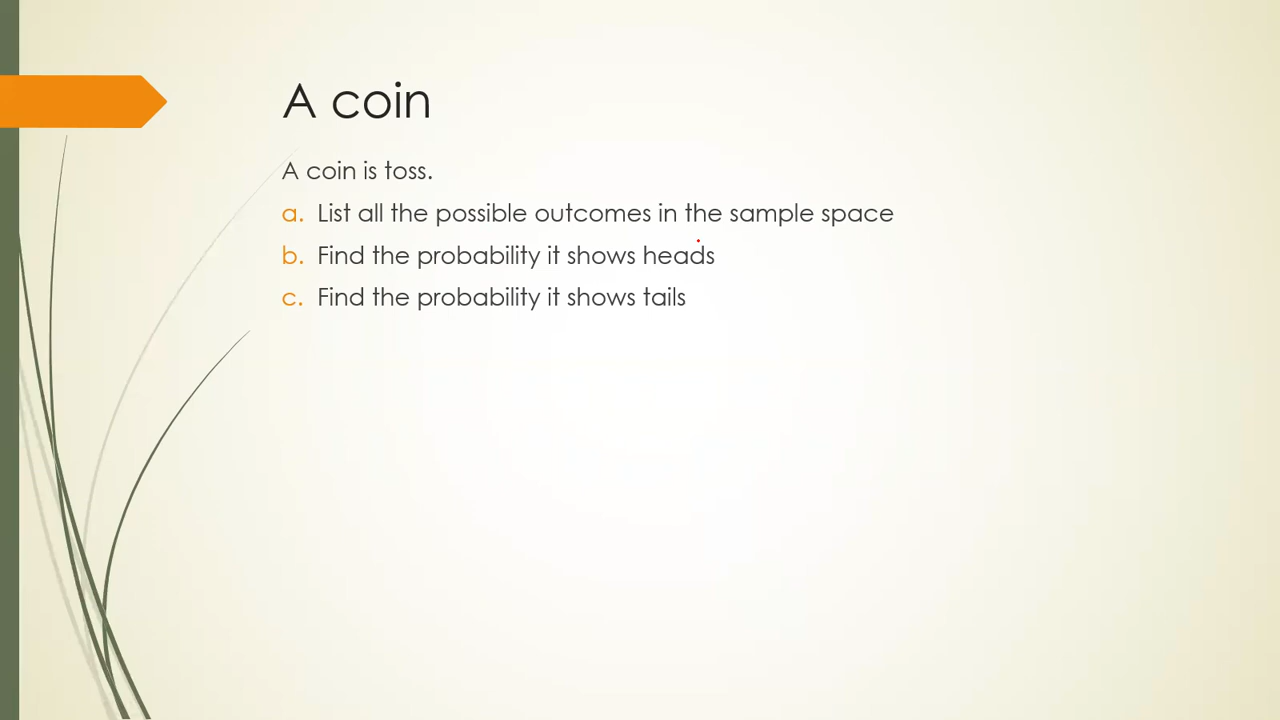 A coin
A coin is toss.
a. List all the possible outcomes in the sample space
b. Find the probability it shows heads
c. Find the probability it shows tails